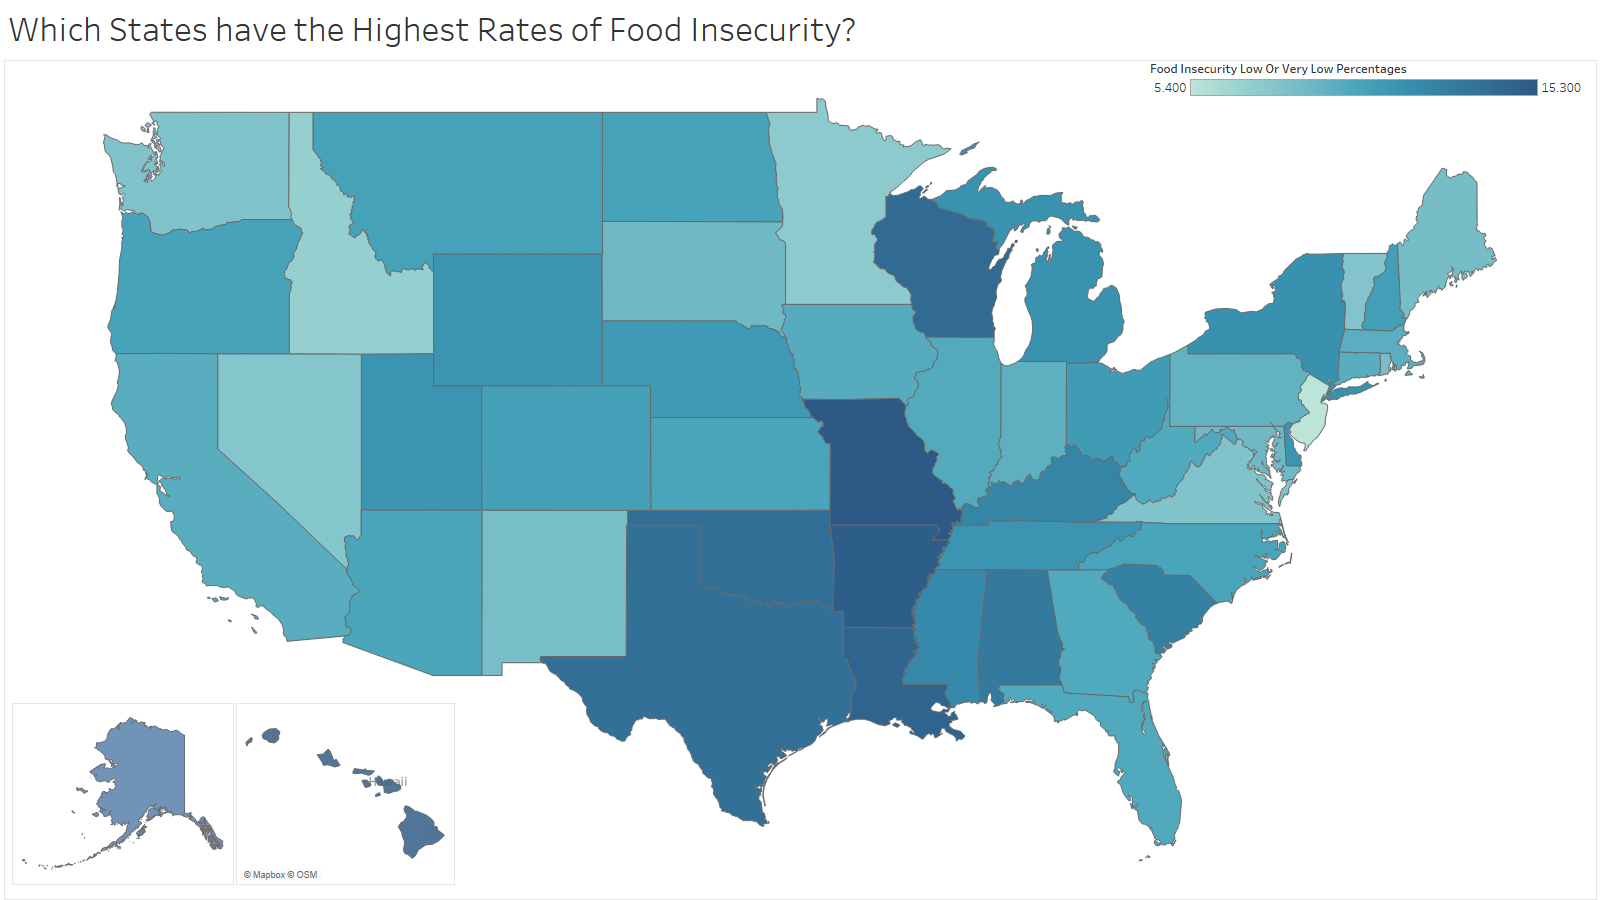 Which States have the Highest Rates of Food Insecurity?
Food Insecurity Low Or Very Low Percentages
5.400 15.300
Hawaii
© Mapbox © OSM